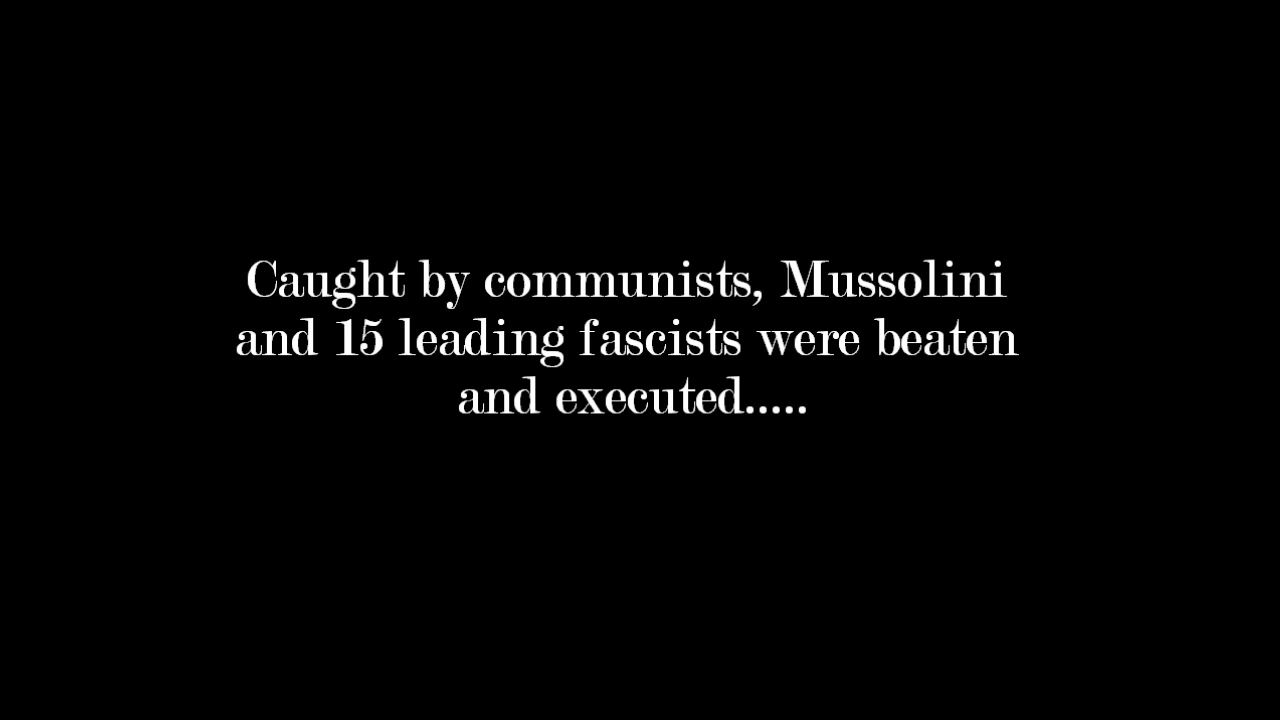 Caught by communists, Mussolini
and 15 leading fascists were beaten
and executed.....